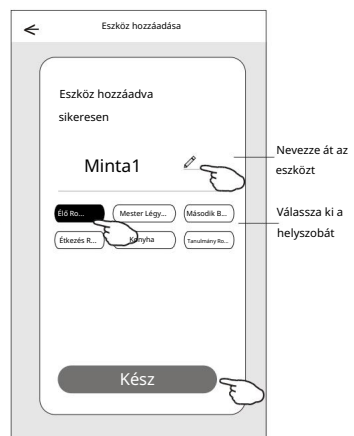 Eszköz hozzáadása
Eszköz hozzáadva
sikeresen
Minta1
Nevezze át az
eszközt
Élő Ro...
Mester Légy...
Második B...
Válassza ki a
helyszobát
Étkezés R...
Konyha
Tanulmány Ro...
Kész